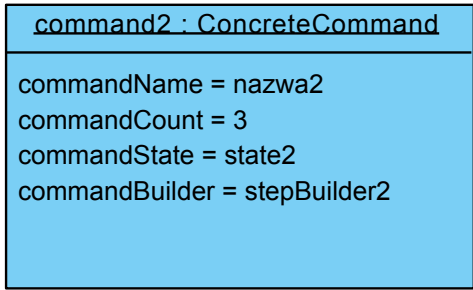 command2 : ConcreteCommand
commandName = nazwa2
commandCount = 3
commandState = state2
commandBuilder = stepBuilder2